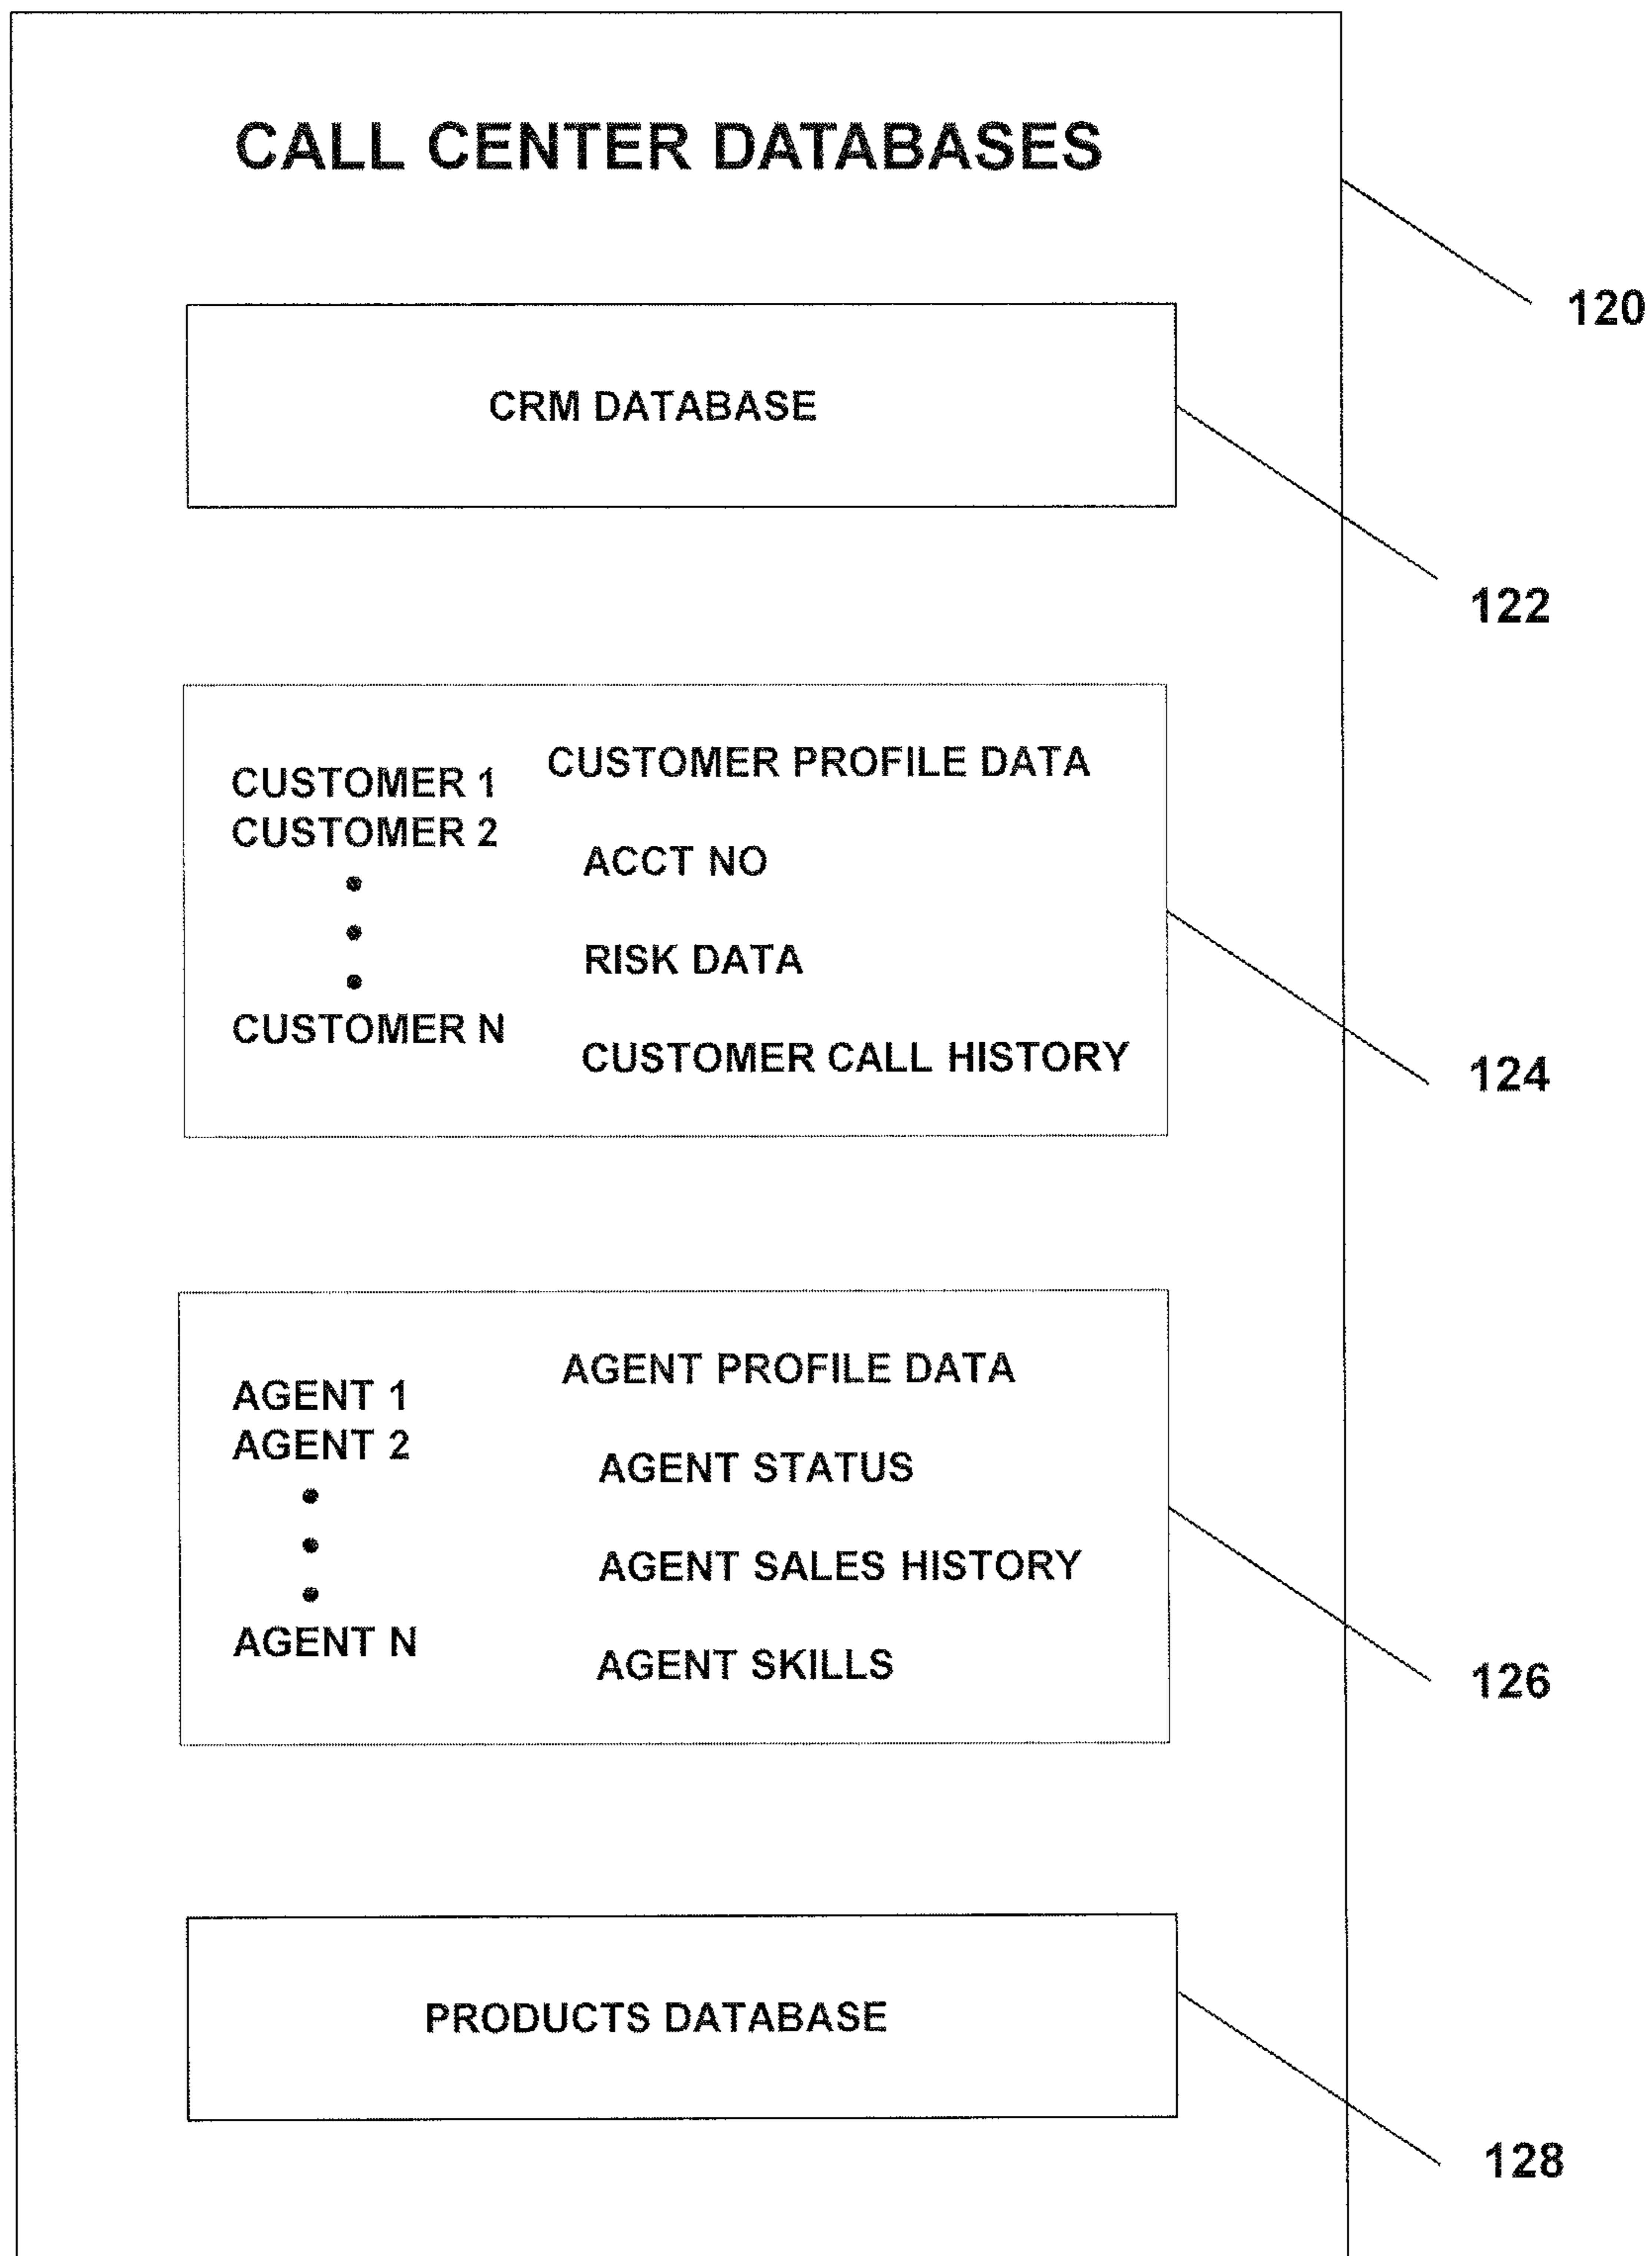 CALL CENTER DATABASES
120
CRM DATABASE
122
CUSTOMER PROFILE DATA
CUSTOMER 1
CUSTOMER 2
ACCT NO
RISK DATA
CUSTOMER N
CUSTOMER CALL HISTORY
124
AGENT PROFILE DATA
AGENT 1
AGENT 2
AGENT STATUS
AGENT SALES HISTORY
AGENT N
AGENT SKILLS
126
PRODUCTS DATABASE
128